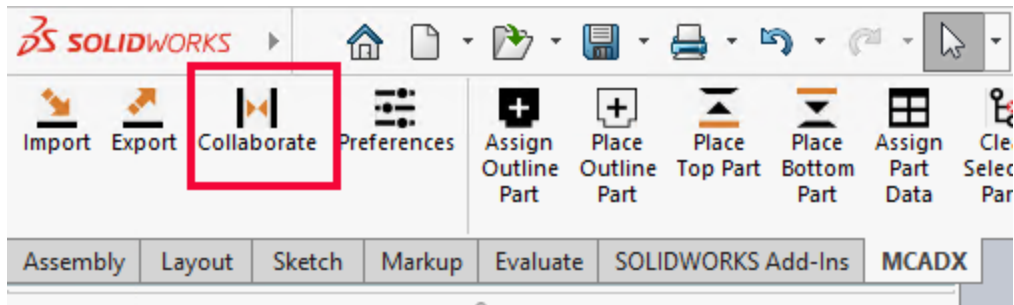 SOLIDWORKS
Import Export Collaborate Preferences Assign Outline Part Place Outline Part Place Top Part Place Bottom Part Assign Part Data
Assembly Layout Sketch Markup Evaluate SOLIDWORKS Add-Ins MCADX